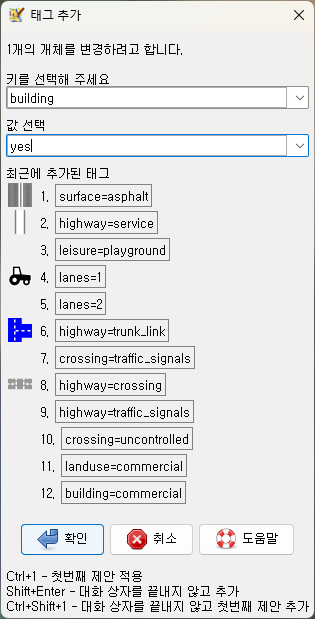 태그 추가
1개의 개체를 변경하려고 합니다.
키를 선택해 주세요
building
값 선택
yes
최근에 추가된 태그
1. surface=asphalt
2. highway=service
3. leisure=playground
4. lanes=1
5. lanes=2
6. highway=trunk_link
7. crossing=traffic_signals
8. highway=crossing
9. highway=traffic_signals
10. crossing=uncontrolled
11. landuse=commercial
12. building=commercial
확인 취소 도움말
Ctrl+1 - 첫번째 제안 적용
Shift+Enter - 대화 상자를 끝내지 않고 추가
Ctrl+Shift+1 - 대화 상자를 끝내지 않고 첫번째 제안 추가